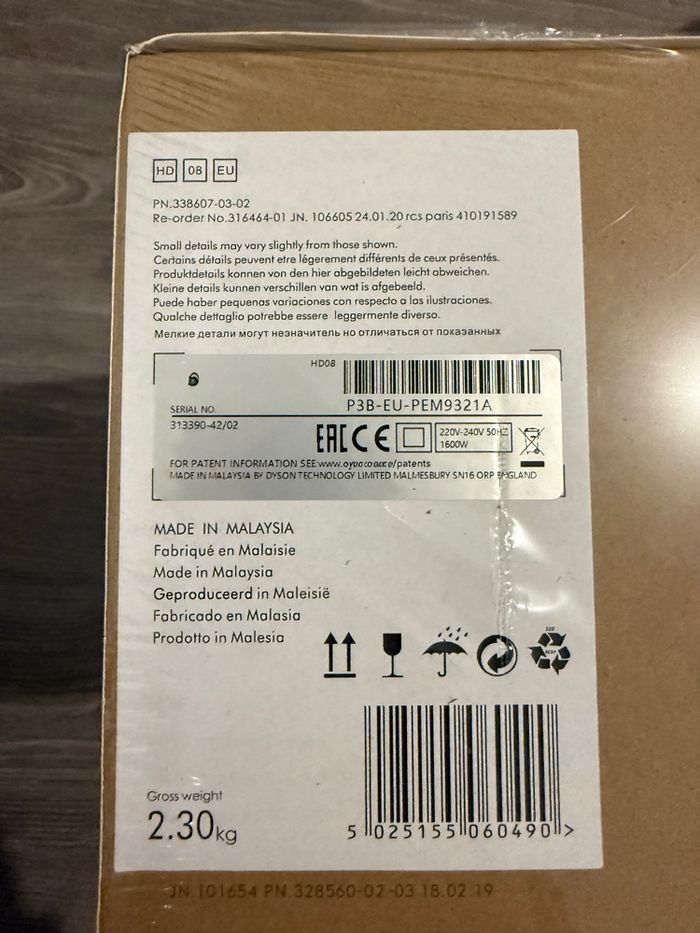 HD 08 EU
PN.338607-03-02
Re-order No.316464-01 JN. 106605 24.01.20 rcs paris 410191589
Small details may vary slightly from those shown.
Certains détails peuvent etre légerement différents de ceux présentés.
Produktdetails konnen von den hier abgebildeten leicht abweichen.
Kleine details kunnen verschillen van wat is afgebeeld.
Puede haber pequenas variaciones con respecto a las ilustraciones.
Qualche dettaglio potrebbe essere leggermente diverso.
Мелкие детали могут незначитель но отличаться от показанных
HD08
P3B-EU-PEM9321A
SERIAL NO.
313390-42/02
EAC CE
220V-240V 50HZ
1600W
FOR PATENT INFORMATION SEE:www. /patents
MADE IN MALAYSIA BY DYSON TECHNOLOGY LIMITED MALMESBURY SN16 ORP ENGLAND
MADE IN MALAYSIA
Fabriqué en Malaisie
Made in Malaysia
Geproduceerd in Maleisië
Fabricado en Malasia
Prodotto in Malesia
Gross weight
2.30kg
5 025155 060490 >
JN. 101654 PN 328560-02-03 18.02.19